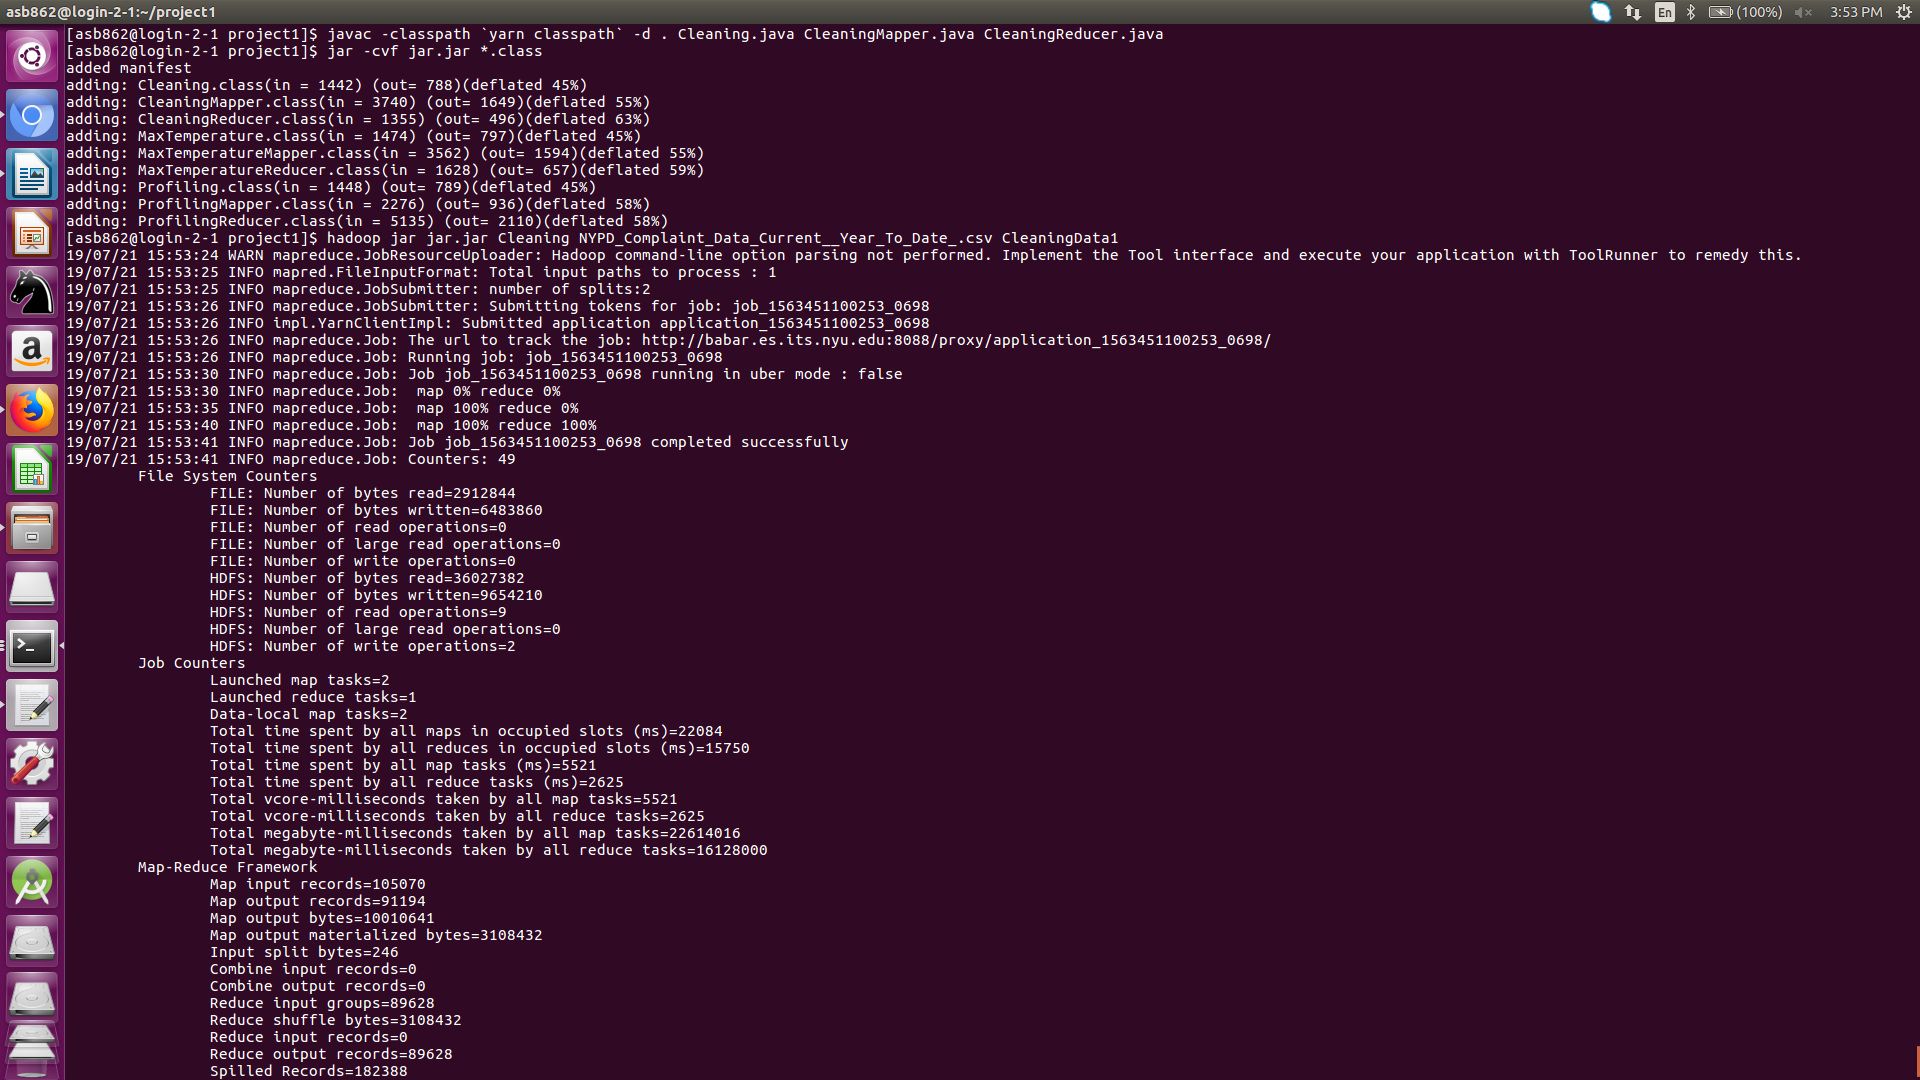 asb862@login-2-1:~/project1
En
(100%)
3:53 PM
[asb862@login-2-1 project1]$ javac -classpath `yarn classpath` -d . Cleaning.java CleaningMapper.java CleaningReducer.java
[asb862@login-2-1 project1]$ jar -cvf jar.jar *.class
added manifest
adding: Cleaning.class(in = 1442) (out= 788)(deflated 45%)
adding: CleaningMapper.class(in = 3740) (out= 1649)(deflated 55%)
adding: CleaningReducer.class(in = 1355) (out= 496)(deflated 63%)
adding: MaxTemperature.class(in = 1474) (out= 797)(deflated 45%)
adding: MaxTemperatureMapper.class(in = 3562) (out= 1594)(deflated 55%)
adding: MaxTemperatureReducer.class(in = 1628) (out= 657)(deflated 59%)
adding: Profiling.class(in = 1448) (out= 789)(deflated 45%)
adding: ProfilingMapper.class(in = 2276) (out= 936)(deflated 58%)
adding: ProfilingReducer.class(in = 5135) (out= 2110)(deflated 58%)
[asb862@login-2-1 project1]$ hadoop jar jar.jar Cleaning NYPD_Complaint_Data_Current__Year_To_Date_.csv CleaningData1
19/07/21 15:53:24 WARN mapreduce.JobResourceUploader: Hadoop command-line option parsing not performed. Implement the Tool interface and execute your application with ToolRunner to remedy this.
19/07/21 15:53:25 INFO mapred.FileInputFormat: Total input paths to process : 1
19/07/21 15:53:25 INFO mapreduce.JobSubmitter: number of splits:2
19/07/21 15:53:26 INFO mapreduce.JobSubmitter: Submitting tokens for job: job_1563451100253_0698
19/07/21 15:53:26 INFO impl.YarnClientImpl: Submitted application application_1563451100253_0698
19/07/21 15:53:26 INFO mapreduce.Job: The url to track the job: http://babar.es.its.nyu.edu:8088/proxy/application_1563451100253_0698/
19/07/21 15:53:26 INFO mapreduce.Job: Running job: job_1563451100253_0698
19/07/21 15:53:30 INFO mapreduce.Job: Job job_1563451100253_0698 running in uber mode : false
19/07/21 15:53:30 INFO mapreduce.Job:  map 0% reduce 0%
19/07/21 15:53:35 INFO mapreduce.Job:  map 100% reduce 0%
19/07/21 15:53:40 INFO mapreduce.Job:  map 100% reduce 100%
19/07/21 15:53:41 INFO mapreduce.Job: Job job_1563451100253_0698 completed successfully
19/07/21 15:53:41 INFO mapreduce.Job: Counters: 49
File System Counters
FILE: Number of bytes read=2912844
FILE: Number of bytes written=6483860
FILE: Number of read operations=0
FILE: Number of large read operations=0
FILE: Number of write operations=0
HDFS: Number of bytes read=36027382
HDFS: Number of bytes written=9654210
HDFS: Number of read operations=9
HDFS: Number of large read operations=0
HDFS: Number of write operations=2
Job Counters
Launched map tasks=2
Launched reduce tasks=1
Data-local map tasks=2
Total time spent by all maps in occupied slots (ms)=22084
Total time spent by all reduces in occupied slots (ms)=15750
Total time spent by all map tasks (ms)=5521
Total time spent by all reduce tasks (ms)=2625
Total vcore-milliseconds taken by all map tasks=5521
Total vcore-milliseconds taken by all reduce tasks=2625
Total megabyte-milliseconds taken by all map tasks=22614016
Total megabyte-milliseconds taken by all reduce tasks=16128000
Map-Reduce Framework
Map input records=105070
Map output records=91194
Map output bytes=10010641
Map output materialized bytes=3108432
Input split bytes=246
Combine input records=0
Combine output records=0
Reduce input groups=89628
Reduce shuffle bytes=3108432
Reduce input records=0
Reduce output records=89628
Spilled Records=182388